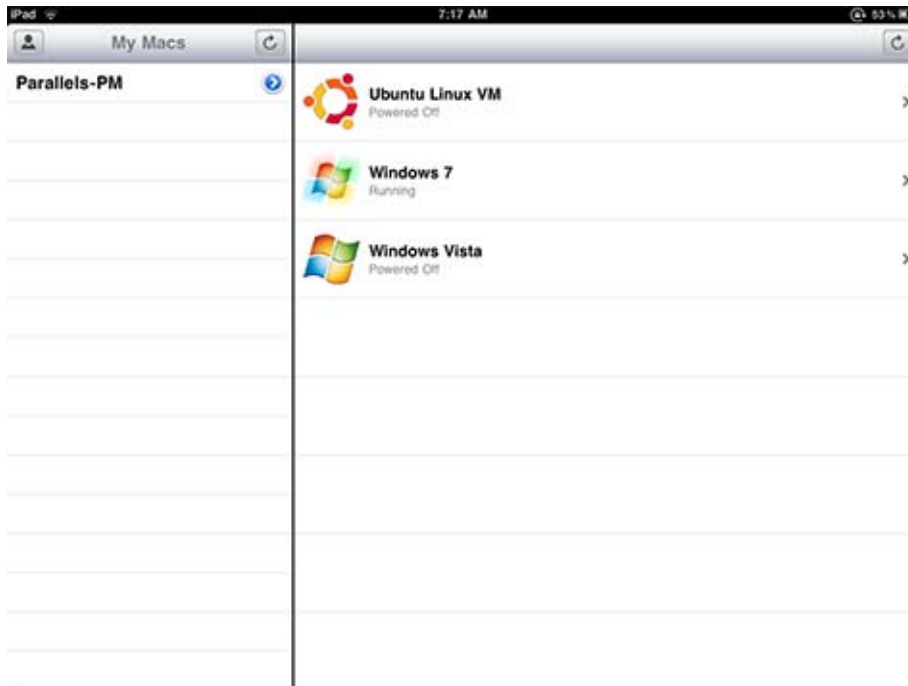 iPad
7:17 AM
53%
My Macs
Parallels-PM
Ubuntu Linux VM
Powered Off
Windows 7
Running
Windows Vista
Powered Off